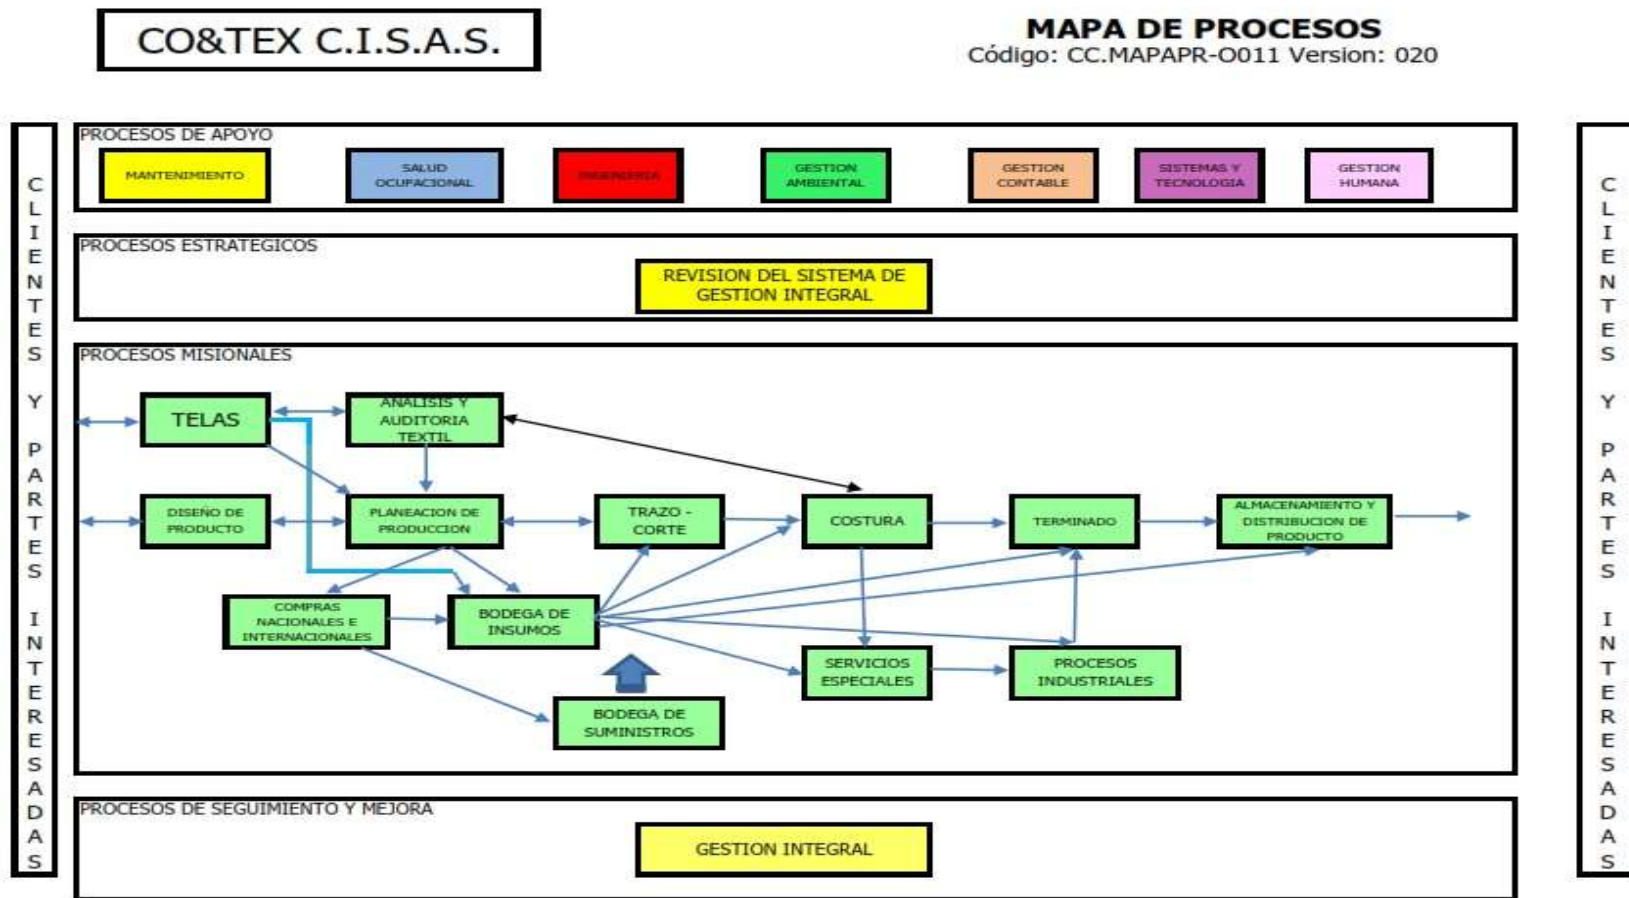 CO&TEX C.I.S.A.S.
MAPA DE PROCESOS
Código: CC.MAPAPR-O011 Version: 020
CLIENTES Y PARTES INTERESADAS
PROCESOS DE APOYO
MANTENIMIENTO
SALUD
OCUPACIONAL
INGENIERIA
GESTION
AMBIENTAL
GESTION
CONTABLE
SISTEMAS Y
TECNOLOGIA
GESTION
HUMANA
PROCESOS ESTRATEGICOS
REVISION DEL SISTEMA DE
GESTION INTEGRAL
PROCESOS MISIONALES
TELAS
ANALISIS Y
AUDITORIA
TEXTIL
DISEÑO DE
PRODUCTO
PLANEACION DE
PRODUCCION
TRAZO -
CORTE
COSTURA
TERMINADO
ALMACENAMIENTO Y
DISTRIBUCION DE
PRODUCTO
COMPRAS
NACIONALES E
INTERNACIONALES
BODEGA DE
INSUMOS
SERVICIOS
ESPECIALES
PROCESOS
INDUSTRIALES
BODEGA DE
SUMINISTROS
PROCESOS DE SEGUIMIENTO Y MEJORA
GESTION INTEGRAL
CLIENTES Y PARTES INTERESADAS